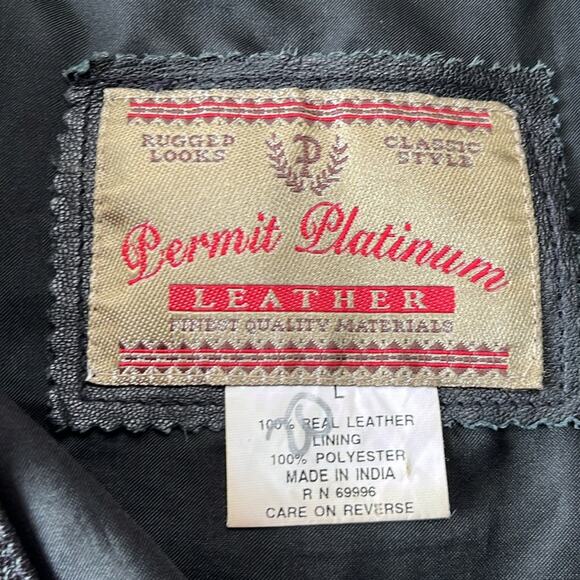 RUGGED LOOKS
P
CLASSIC STYLE
Permit Platinum
LEATHER
FINEST QUALITY MATERIALS
L
100% REAL LEATHER
LINING
100% POLYESTER
MADE IN INDIA
R N 69996
CARE ON REVERSE